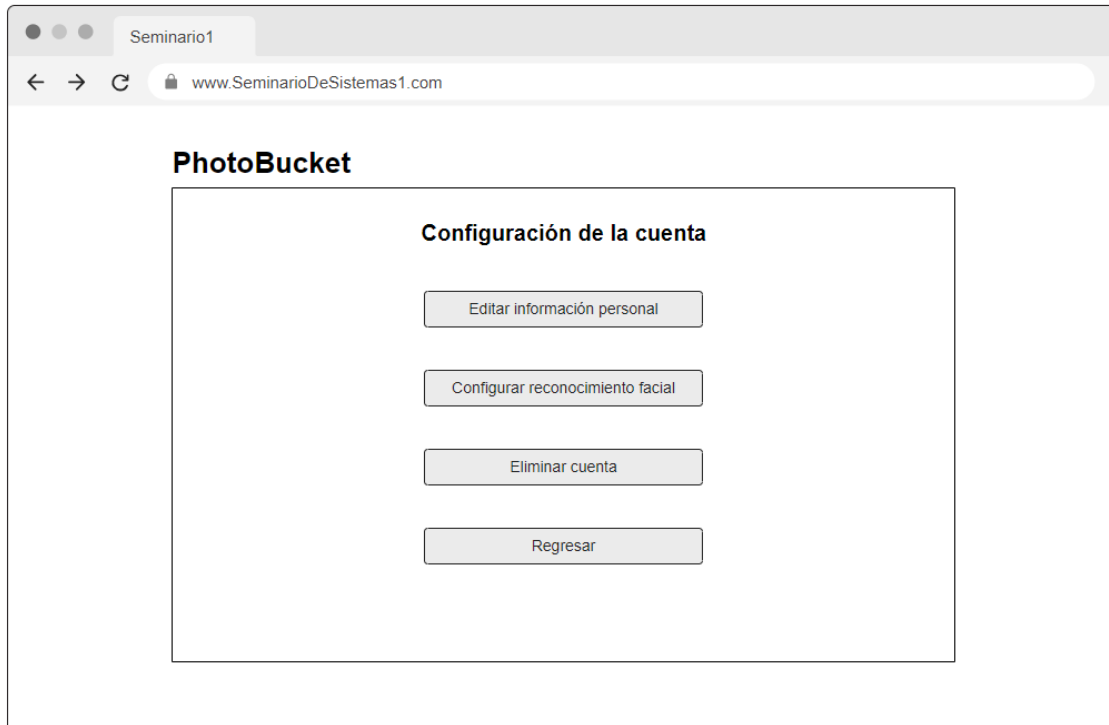 Seminario1
www.SeminarioDeSistemas1.com
PhotoBucket
Configuración de la cuenta
Editar información personal
Configurar reconocimiento facial
Eliminar cuenta
Regresar